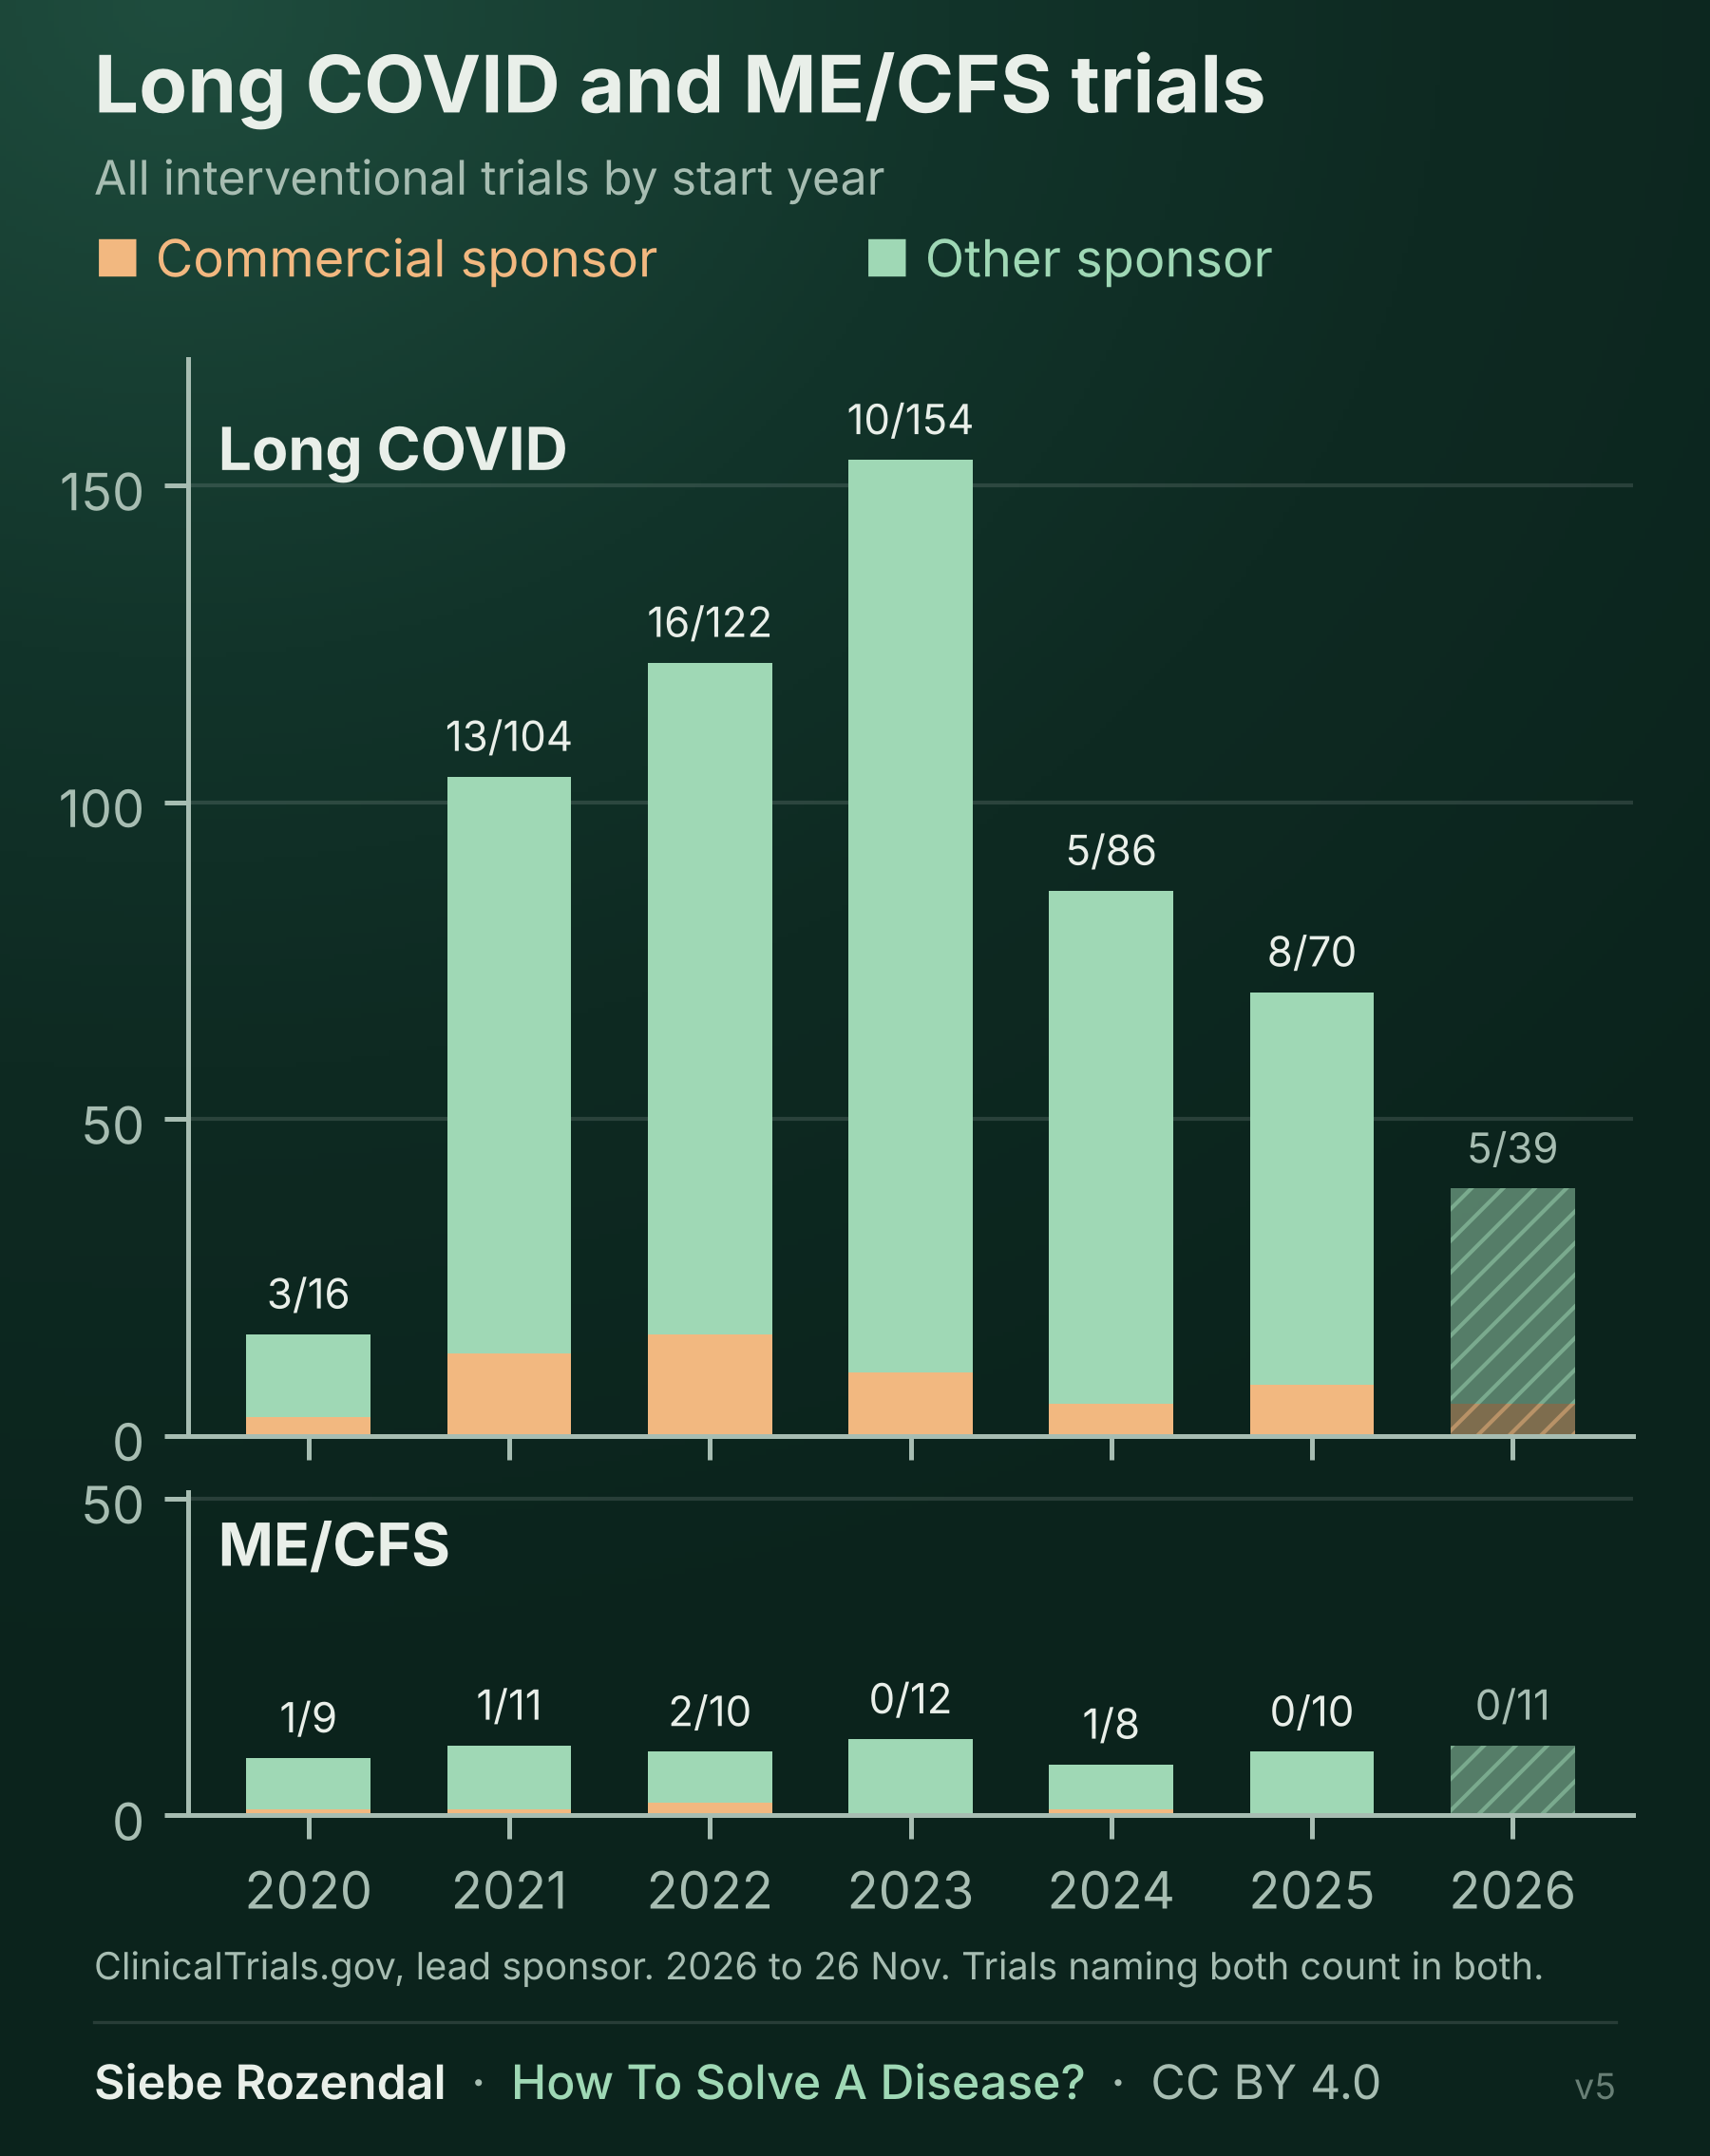 Long COVID and ME/CFS trials
All interventional trials by start year
Commercial sponsor Other sponsor
Long COVID
150
100
50
0
3/16
13/104
16/122
10/154
5/86
8/70
5/39
ME/CFS
50
0
1/9
1/11
2/10
0/12
1/8
0/10
0/11
2020 2021 2022 2023 2024 2025 2026
ClinicalTrials.gov, lead sponsor. 2026 to 26 Nov. Trials naming both count in both.
Siebe Rozendal · How To Solve A Disease? · CC BY 4.0 v5